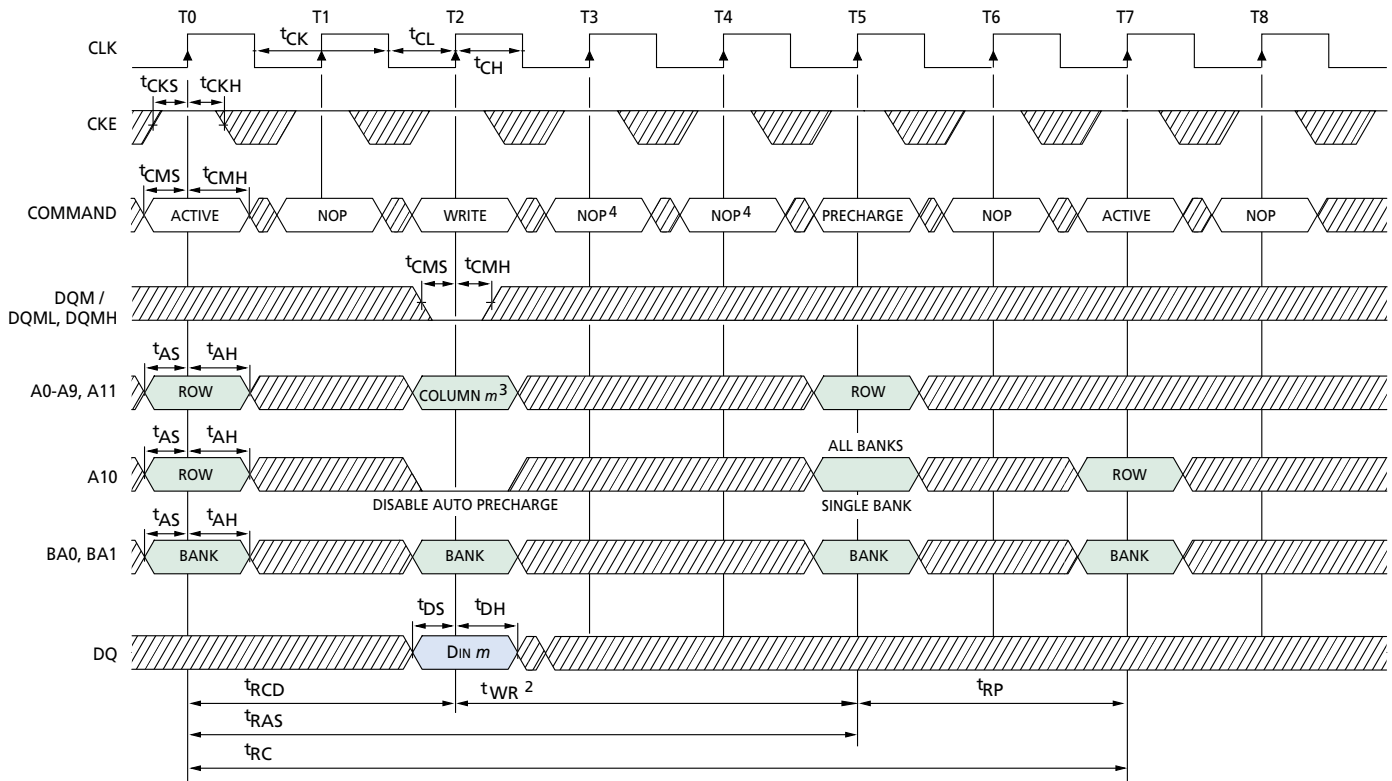 T0 T1 T2 T3 T4 T5 T6 T7 T8
CLK tCK tCL tCH
tCKS tCKH
CKE
tCMS tCMH
COMMAND ACTIVE NOP WRITE NOP4 NOP4 PRECHARGE NOP ACTIVE NOP
tCMS tCMH
DQM /
DQML, DQMH
tAS tAH
A0-A9, A11 ROW COLUMN m3 ROW
tAS tAH ALL BANKS
A10 ROW ROW
DISABLE AUTO PRECHARGE SINGLE BANK
tAS tAH
BA0, BA1 BANK BANK BANK BANK
tDS tDH
DQ DIN m
tRCD tWR 2 tRP
tRAS
tRC